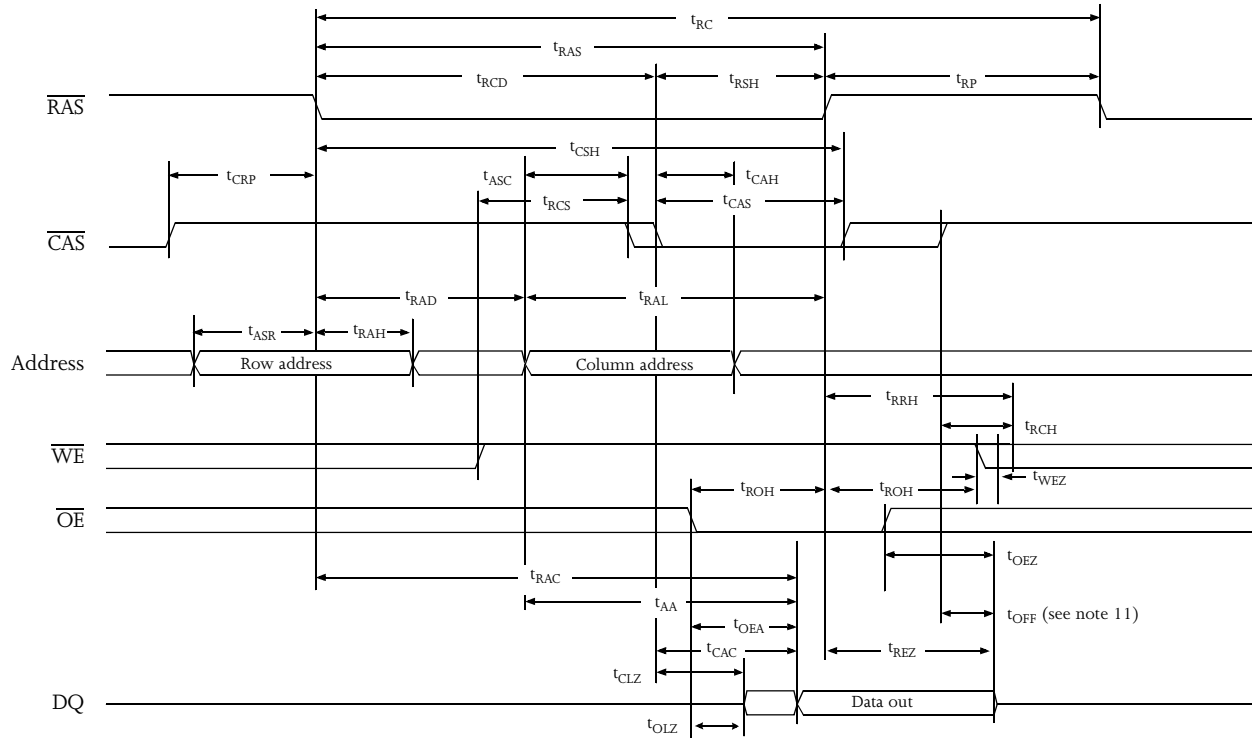 tRC
tRAS
tRCD tRSH tRP
RAS
tCSH
tCRP tASC tCAH
tRCS tCAS
CAS
tRAD tRAL
tASR tRAH
Address Row address Column address
tRRH
tRCH
WE
tROH tROH tWEZ
OE
tOEZ
tRAC
tAA tOFF (see note 11)
tOEA
tCAC tREZ
tCLZ
DQ Data out
tOLZ